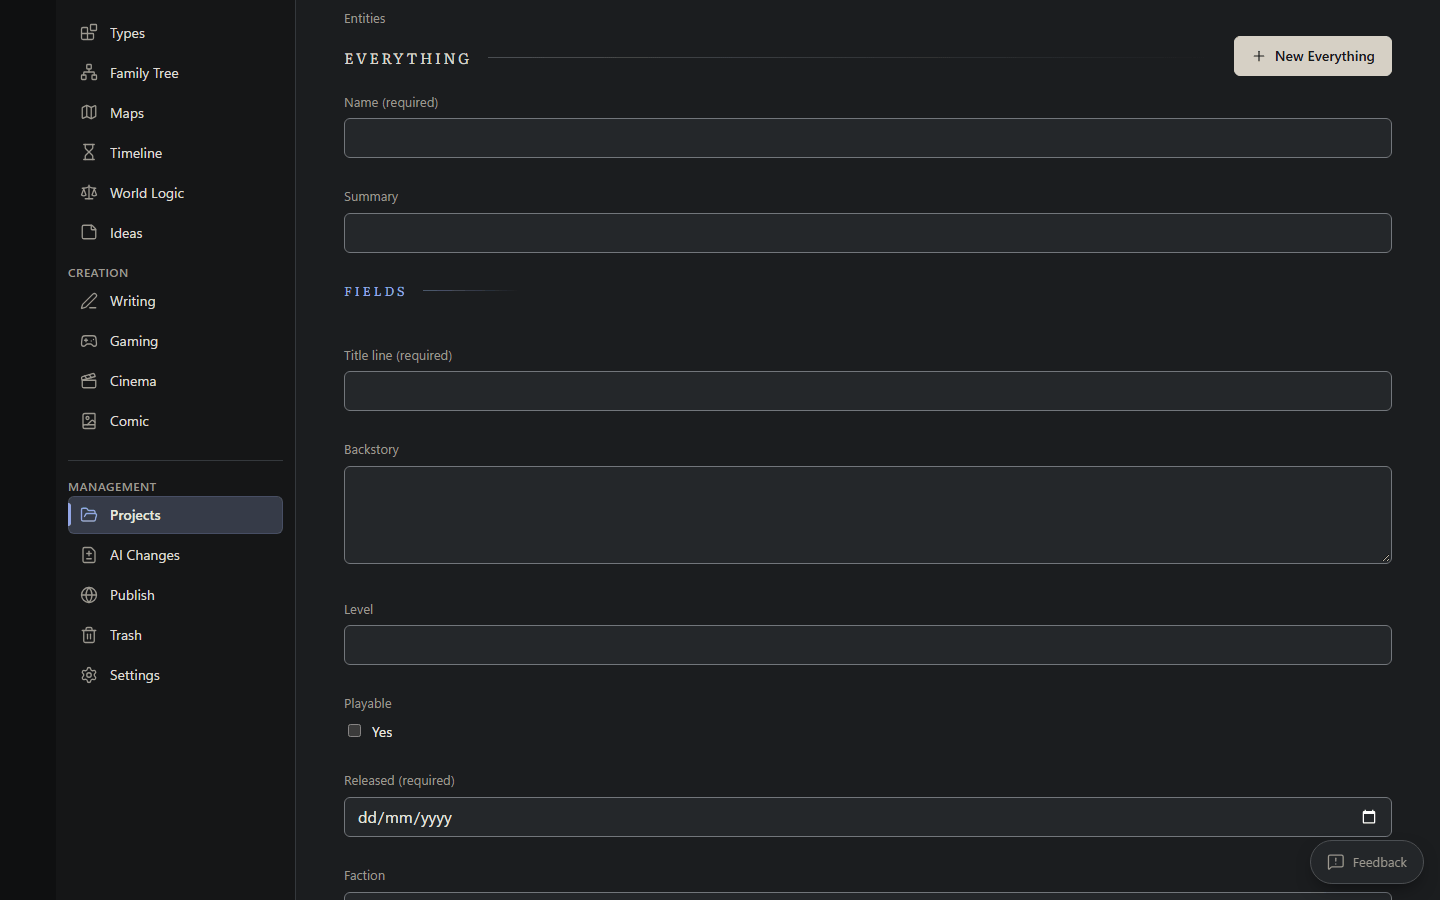 Types
Family Tree
Maps
Timeline
World Logic
Ideas
CREATION
Writing
Gaming
Cinema
Comic
MANAGEMENT
Projects
AI Changes
Publish
Trash
Settings
Entities
EVERYTHING
New Everything
Name (required)
Summary
FIELDS
Title line (required)
Backstory
Level
Playable
Yes
Released (required)
dd/mm/yyyy
Faction
Feedback